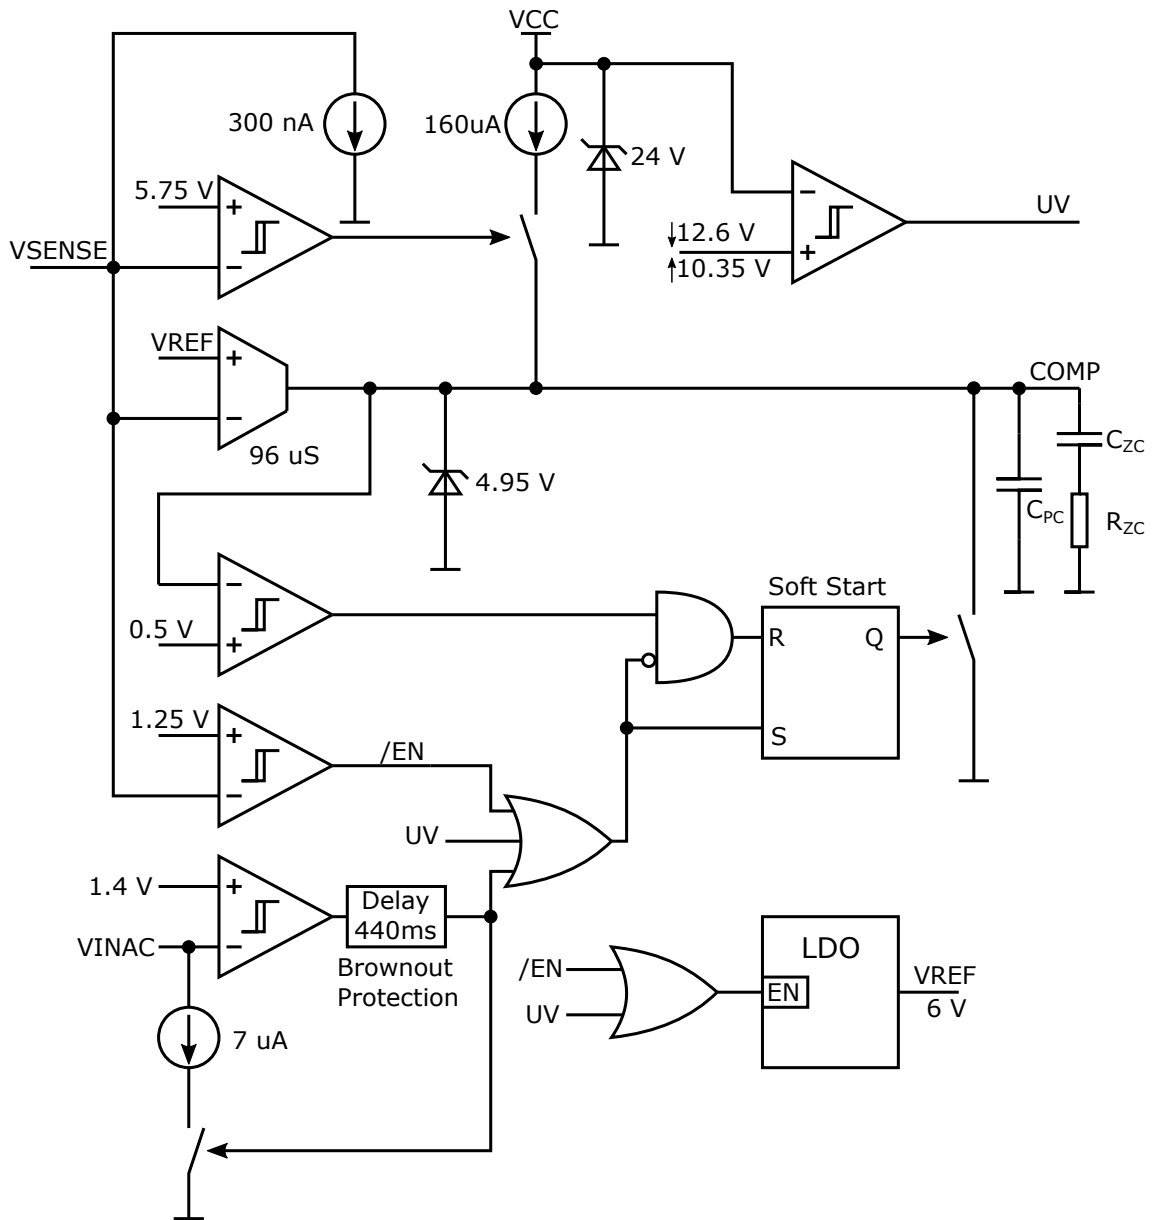 VCC
300 nA
160uA
24 V
5.75 V
+
−
VSENSE
UV
−
12.6 V
+
10.35 V
VREF
+
−
96 uS
COMP
4.95 V
CZC
CPC
RZC
−
0.5 V
+
Soft Start
R
Q
S
1.25 V
+
−
/EN
UV
1.4 V
+
Delay
440ms
VINAC
−
Brownout
Protection
7 uA
/EN
UV
LDO
EN
VREF
6 V